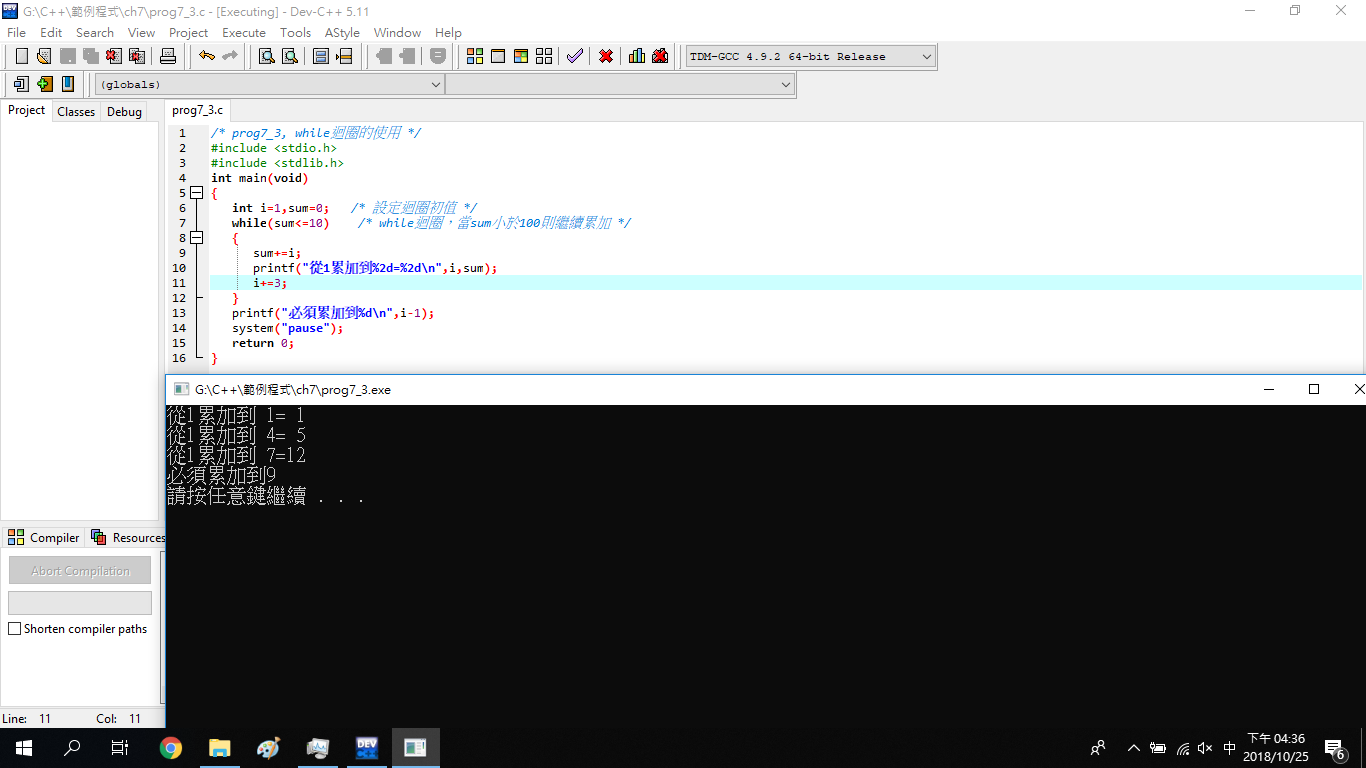 G:\C++\範例程式\ch7\prog7_3.c - [Executing] - Dev-C++ 5.11
File Edit Search View Project Execute Tools AStyle Window Help
TDM-GCC 4.9.2 64-bit Release
(globals)
Project Classes Debug prog7_3.c
1 /* prog7_3, while迴圈的使用 */
2 #include <stdio.h>
3 #include <stdlib.h>
4 int main(void)
5 {
6 int i=1,sum=0; /* 設定迴圈初值 */
7 while(sum<=10) /* while迴圈，當sum小於100則繼續累加 */
8 {
9 sum+=i;
10 printf("從1累加到%2d=%2d\n",i,sum);
11 i+=3;
12 }
13 printf("必須累加到%d\n",i-1);
14 system("pause");
15 return 0;
16 }
G:\C++\範例程式\ch7\prog7_3.exe
從1累加到 1= 1
從1累加到 4= 5
從1累加到 7=12
必須累加到9
請按任意鍵繼續 . . .
Compiler Resources
Abort Compilation
Shorten compiler paths
Line: 11 Col: 11
DEV
中
下午 04:36
2018/10/25
6